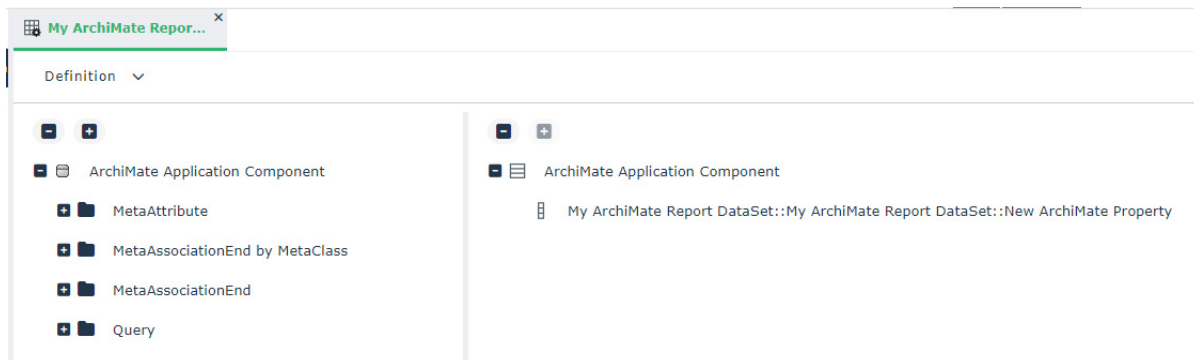 My ArchiMate Repor...
Definition
ArchiMate Application Component
MetaAttribute
MetaAssociationEnd by MetaClass
MetaAssociationEnd
Query
ArchiMate Application Component
My ArchiMate Report DataSet::My ArchiMate Report DataSet::New ArchiMate Property